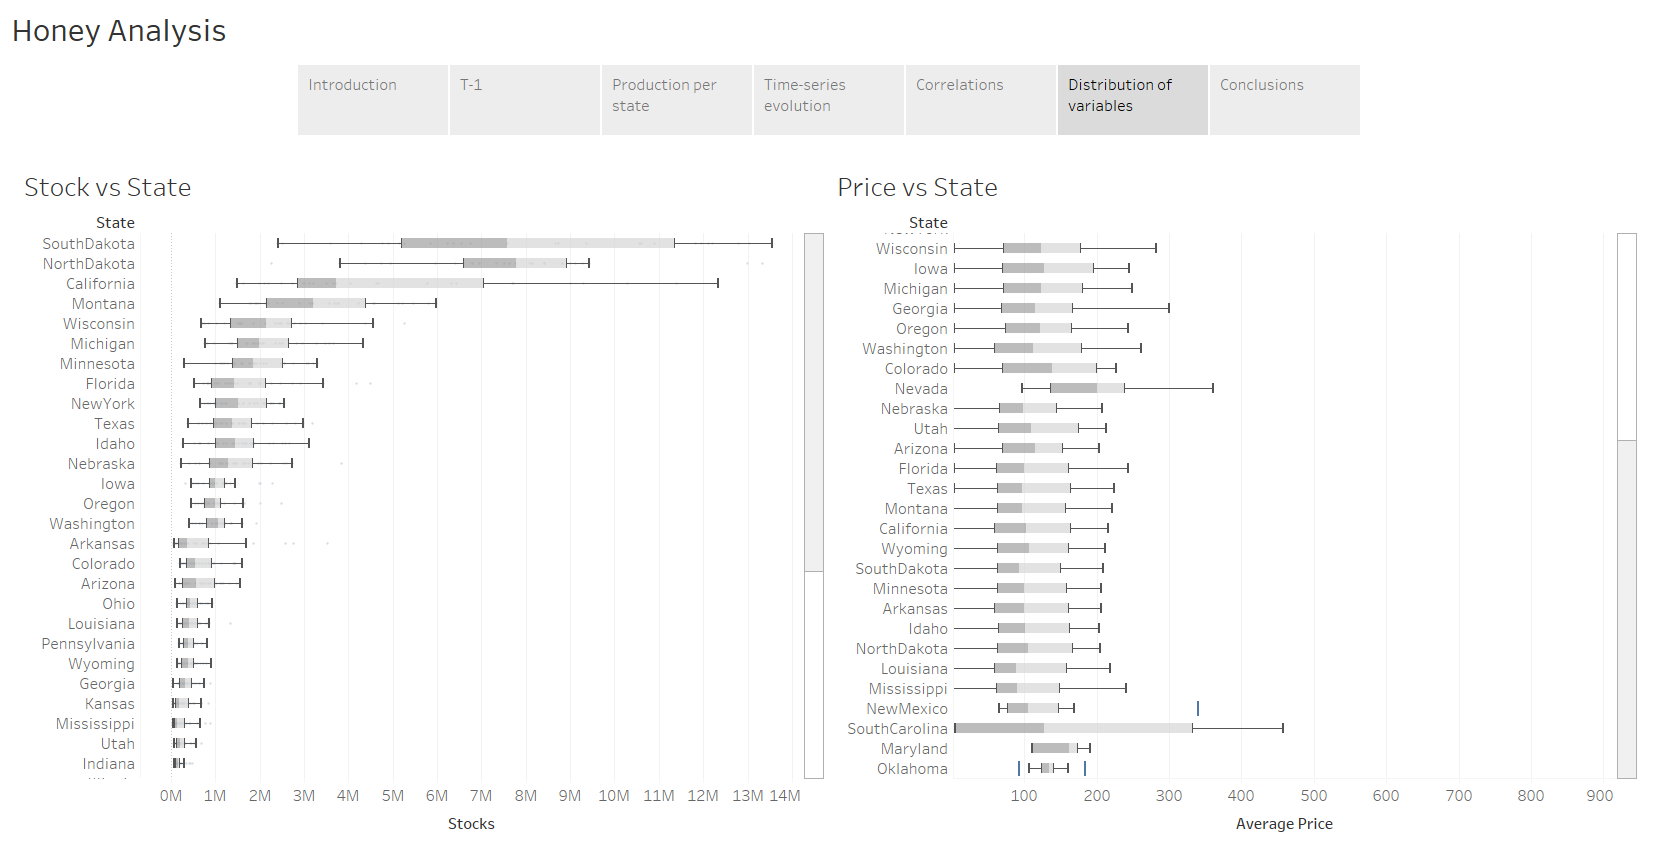 Honey Analysis
Introduction
T-1
Production per
state
Time-series
evolution
Correlations
Distribution of
variables
Conclusions
Stock vs State
State
SouthDakota
NorthDakota
California
Montana
Wisconsin
Michigan
Minnesota
Florida
NewYork
Texas
Idaho
Nebraska
Iowa
Oregon
Washington
Arkansas
Colorado
Arizona
Ohio
Louisiana
Pennsylvania
Wyoming
Georgia
Kansas
Mississippi
Utah
Indiana
0M 1M 2M 3M 4M 5M 6M 7M 8M 9M 10M 11M 12M 13M 14M
Stocks
Price vs State
State
Wisconsin
Iowa
Michigan
Georgia
Oregon
Washington
Colorado
Nevada
Nebraska
Utah
Arizona
Florida
Texas
Montana
California
Wyoming
SouthDakota
Minnesota
Arkansas
Idaho
NorthDakota
Louisiana
Mississippi
NewMexico
SouthCarolina
Maryland
Oklahoma
100 200 300 400 500 600 700 800 900
Average Price